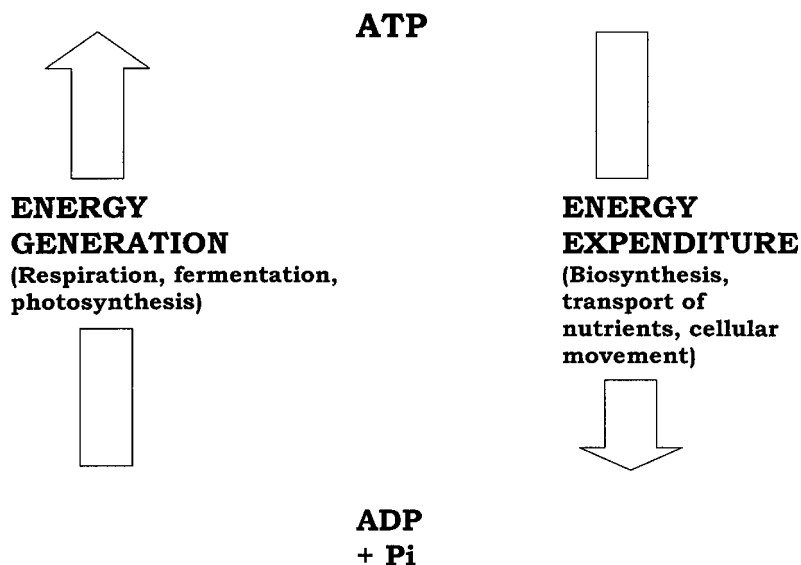 ATP
ENERGY
GENERATION
(Respiration, fermentation,
photosynthesis)
ENERGY
EXPENDITURE
(Biosynthesis,
transport of
nutrients, cellular
movement)
ADP
+ Pi